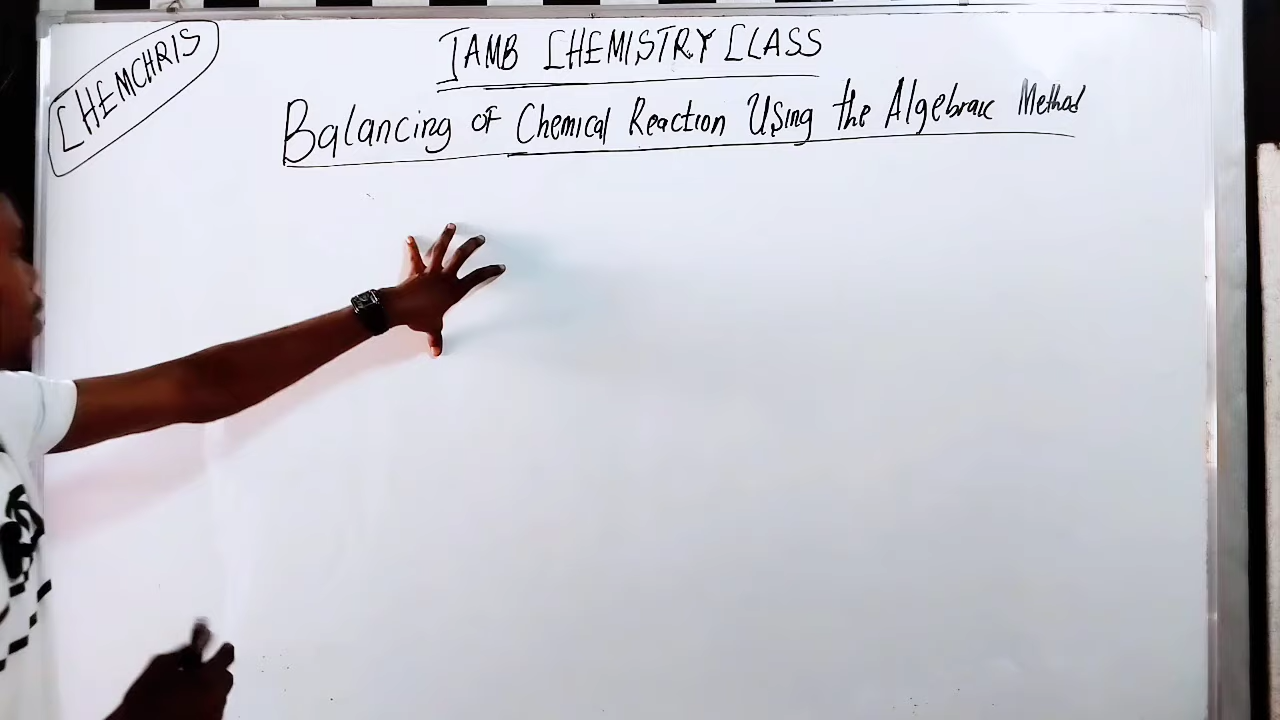 CHEMCHRIS
JAMB CHEMISTRY CLASS
Balancing of Chemical Reaction Using the Algebraic Method